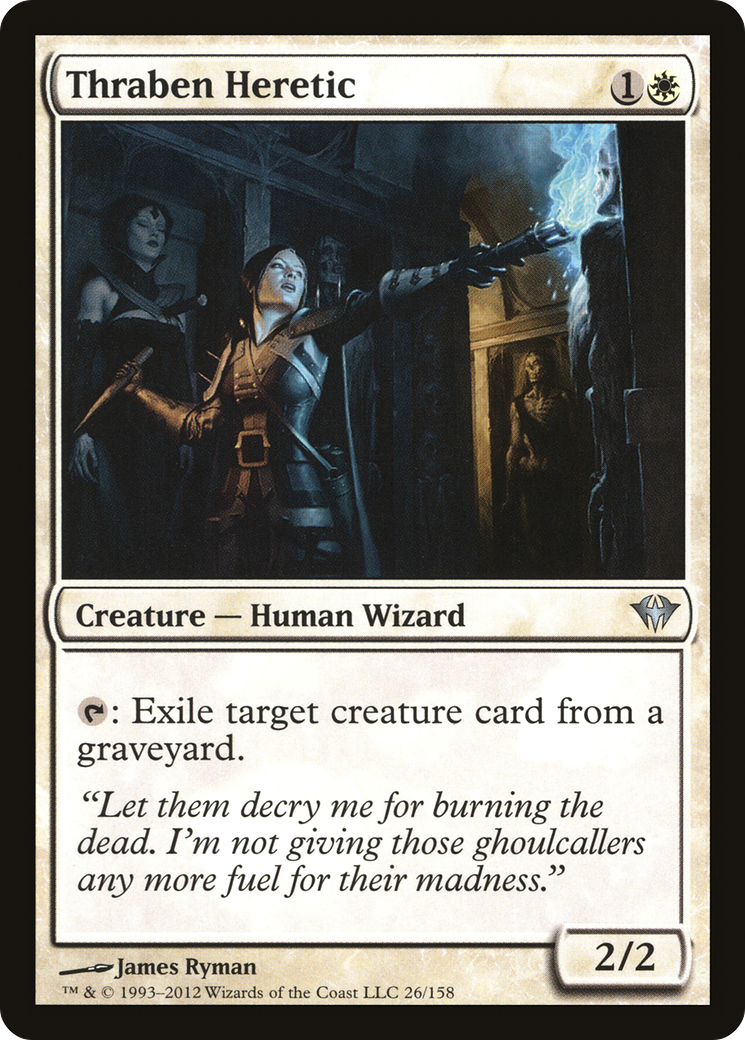 Thraben Heretic 1
Creature — Human Wizard
: Exile target creature card from a
graveyard.
“Let them decry me for burning the
dead. I’m not giving those ghoulcallers
any more fuel for their madness.”
2/2
James Ryman
™ & © 1993–2012 Wizards of the Coast LLC 26/158